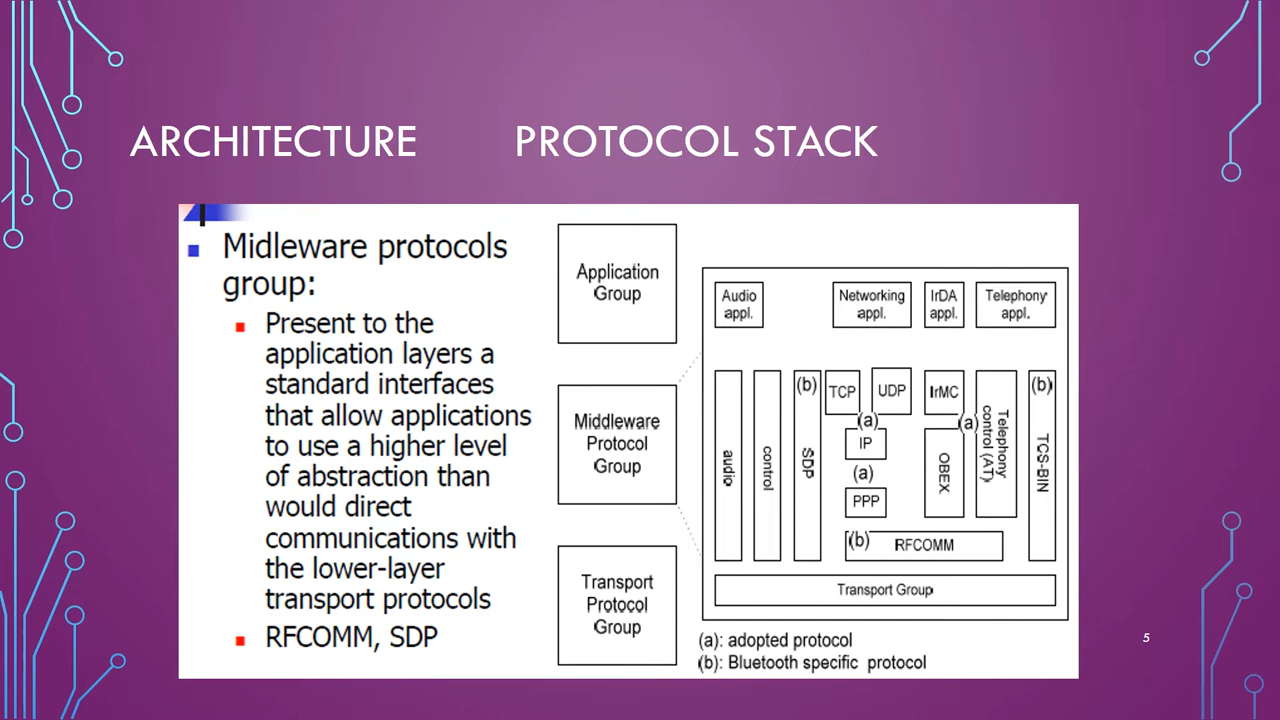 ARCHITECTURE PROTOCOL STACK
Midleware protocols
group:
Present to the
application layers a
standard interfaces
that allow applications
to use a higher level
of abstraction than
would direct
communications with
the lower-layer
transport protocols
RFCOMM, SDP
Application
Group
Middleware
Protocol
Group
Transport
Protocol
Group
Audio
appl.
Networking
appl.
IrDA
appl.
Telephony
appl.
audio
control
(b)
SDP
TCP
UDP
(a)
IP
(a)
PPP
IrMC
(a)
OBEX
Telephony
control (AT)
(b)
TCS-BIN
(b)
RFCOMM
Transport Group
(a): adopted protocol
(b): Bluetooth specific protocol
5